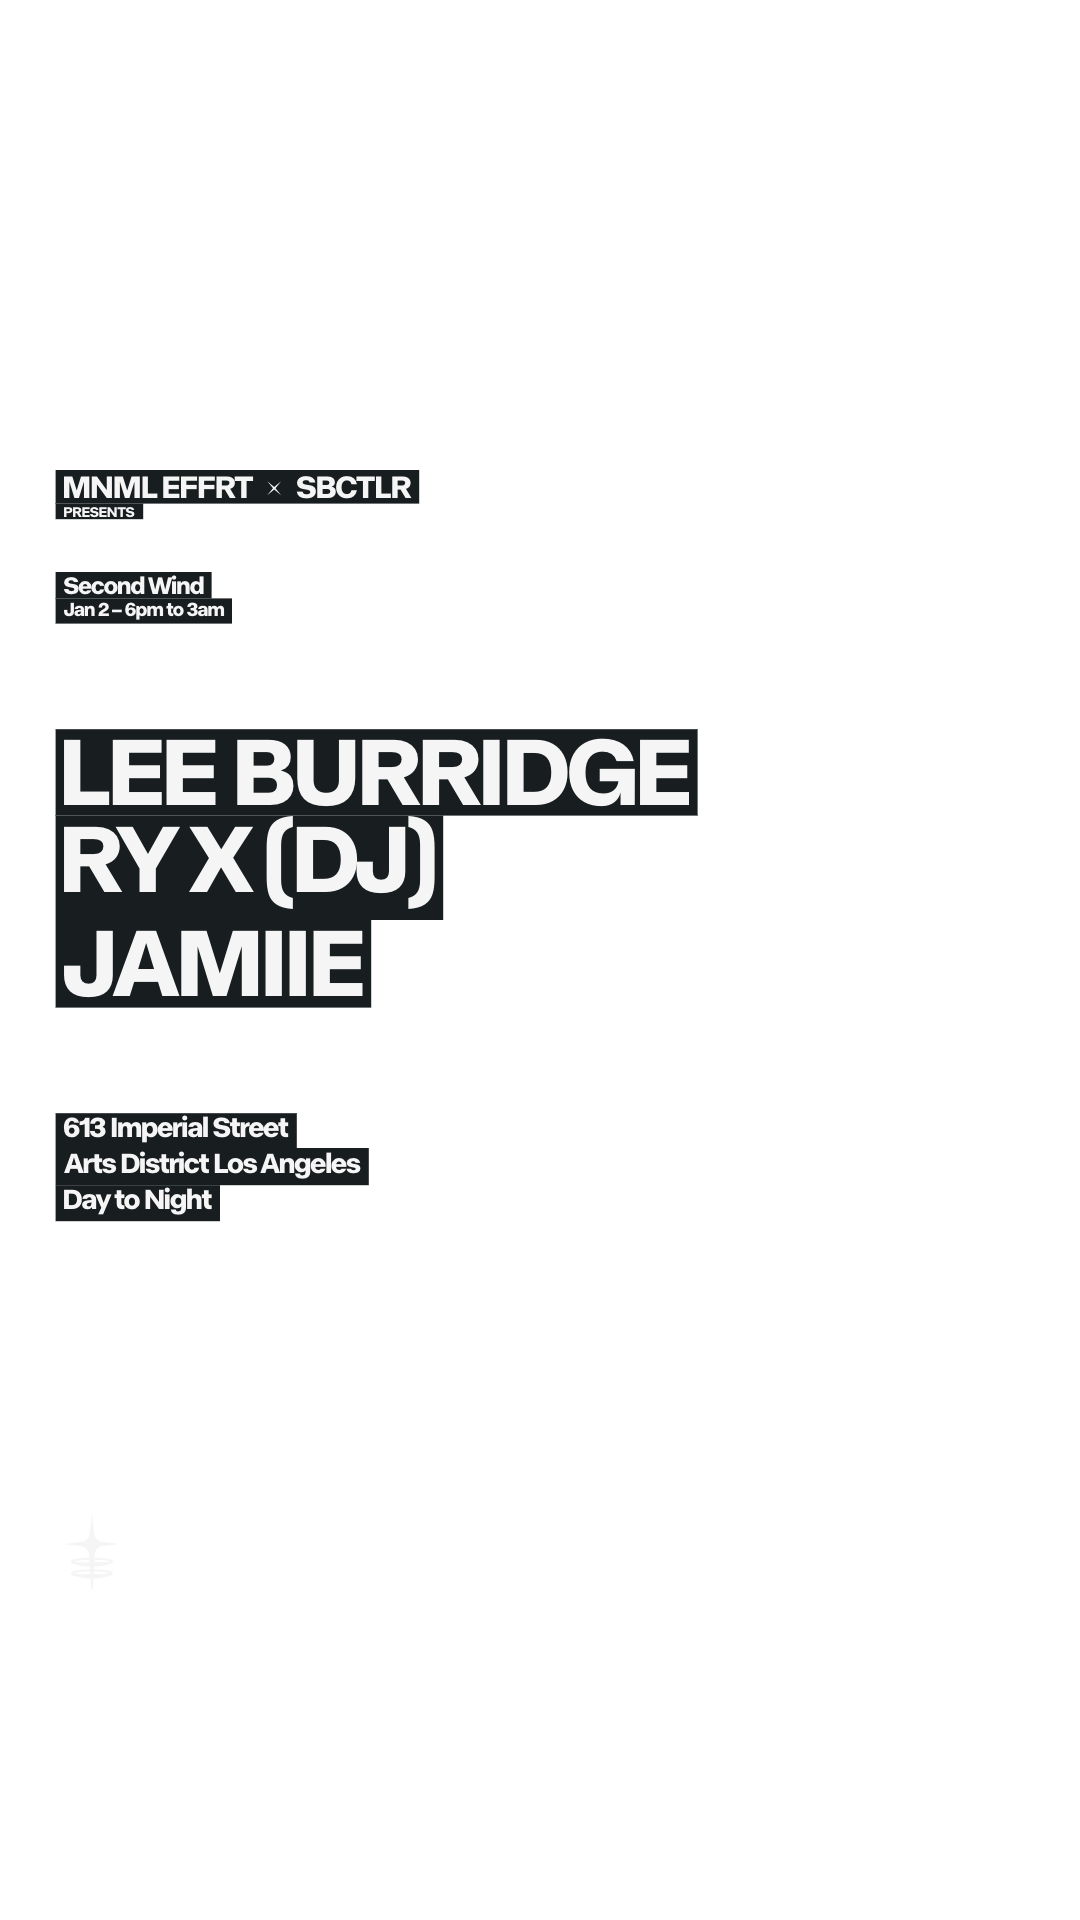 MNML EFFRT × SBCTLR
PRESENTS
Second Wind
Jan 2 – 6pm to 3am
LEE BURRIDGE
RY X (DJ)
JAMIIE
613 Imperial Street
Arts District Los Angeles
Day to Night